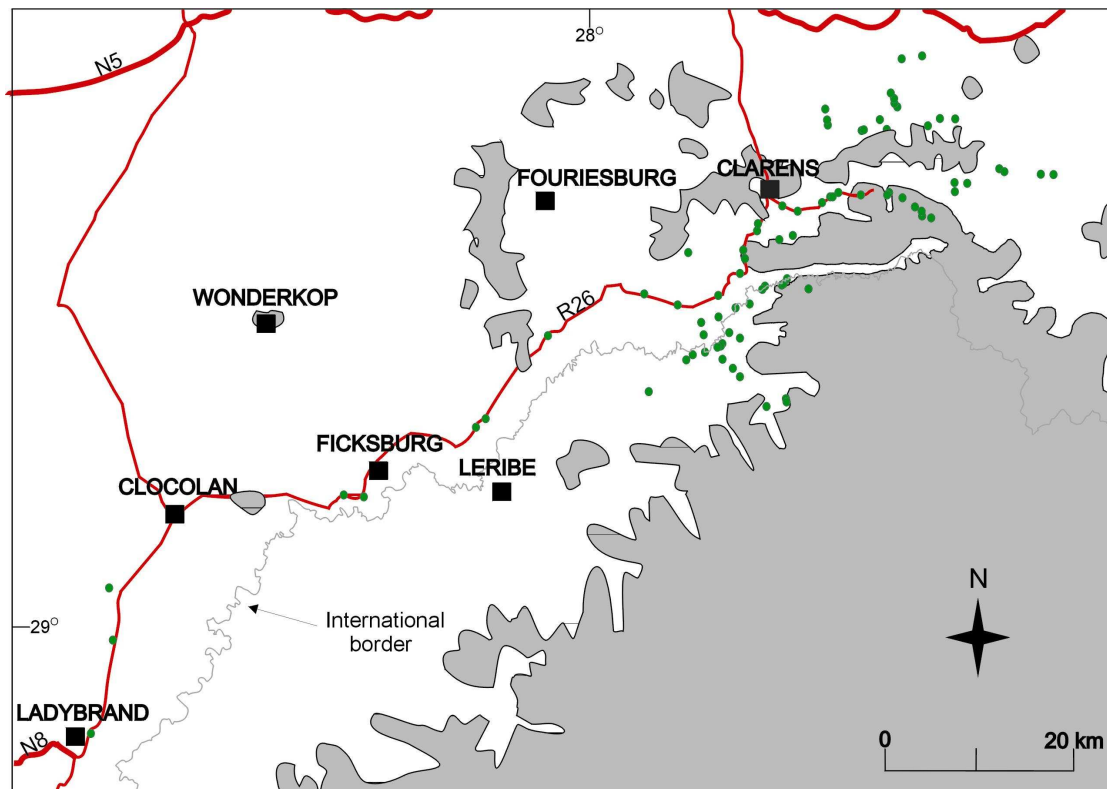 28°
N5
CLARENS
FOURIESBURG
WONDERKOP
R26
FICKSBURG
LERIBE
CLOCOLAN
N
International
border
29°
LADYBRAND
N8
0 20 km